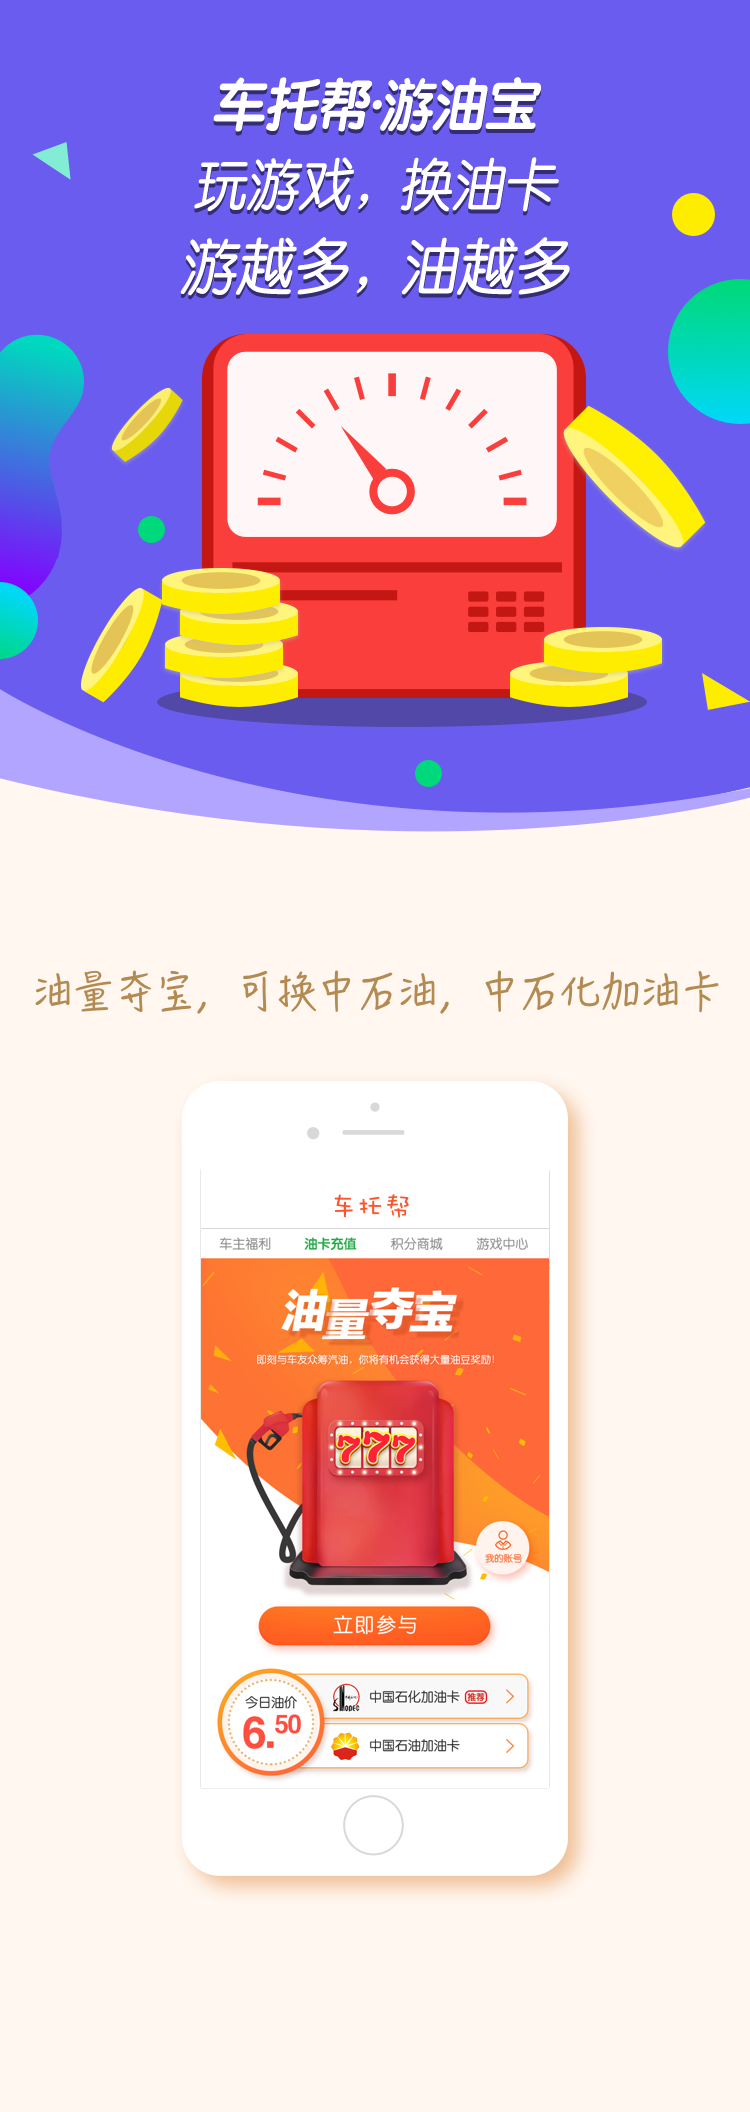 车托帮·游油宝
玩游戏，换油卡
游越多，油越多
油量夺宝，可换中石油，中石化加油卡
车托帮
车主福利 油卡充值 积分商城 游戏中心
油量夺宝
即刻与车友众筹汽油，你将有机会获得大量油豆奖励！
777
我的账号
立即参与
今日油价
6.50
SINOPEC
中国石化加油卡 推荐
中国石油加油卡